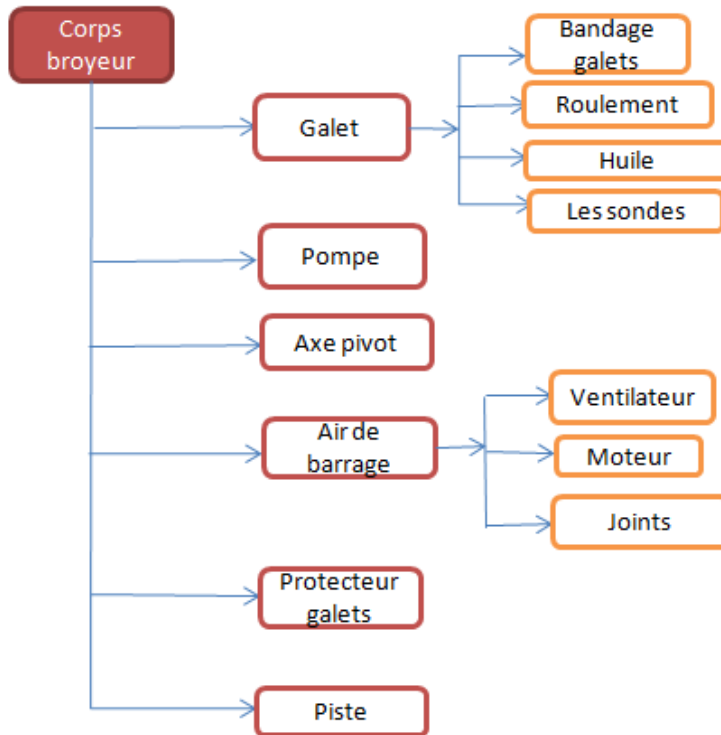 Corps
broyeur
Galet
Bandage
galets
Roulement
Huile
Les sondes
Pompe
Axe pivot
Air de
barrage
Ventilateur
Moteur
Joints
Protecteur
galets
Piste